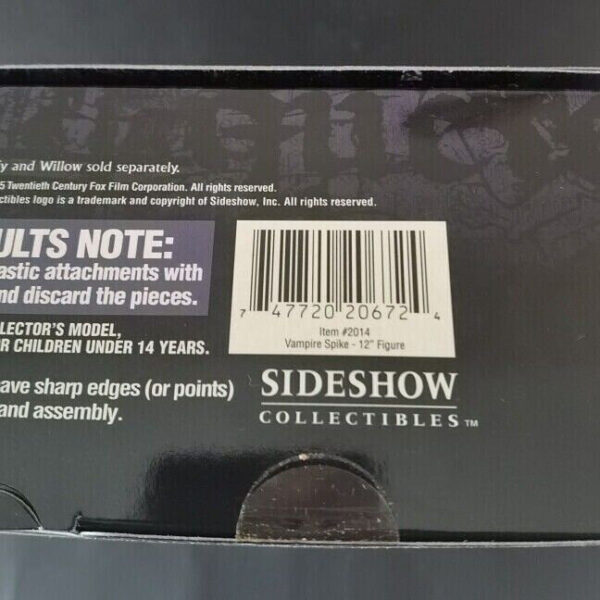 y and Willow sold separately.
5 Twentieth Century Fox Film Corporation. All rights reserved.
ctibles logo is a trademark and copyright of Sideshow, Inc. All rights reserved.
ULTS NOTE:
astic attachments with
nd discard the pieces.
LECTOR'S MODEL,
R CHILDREN UNDER 14 YEARS.
ave sharp edges (or points)
and assembly.
7 47720 20672 4
Item #2014
Vampire Spike - 12" Figure
SIDESHOW
COLLECTIBLES TM